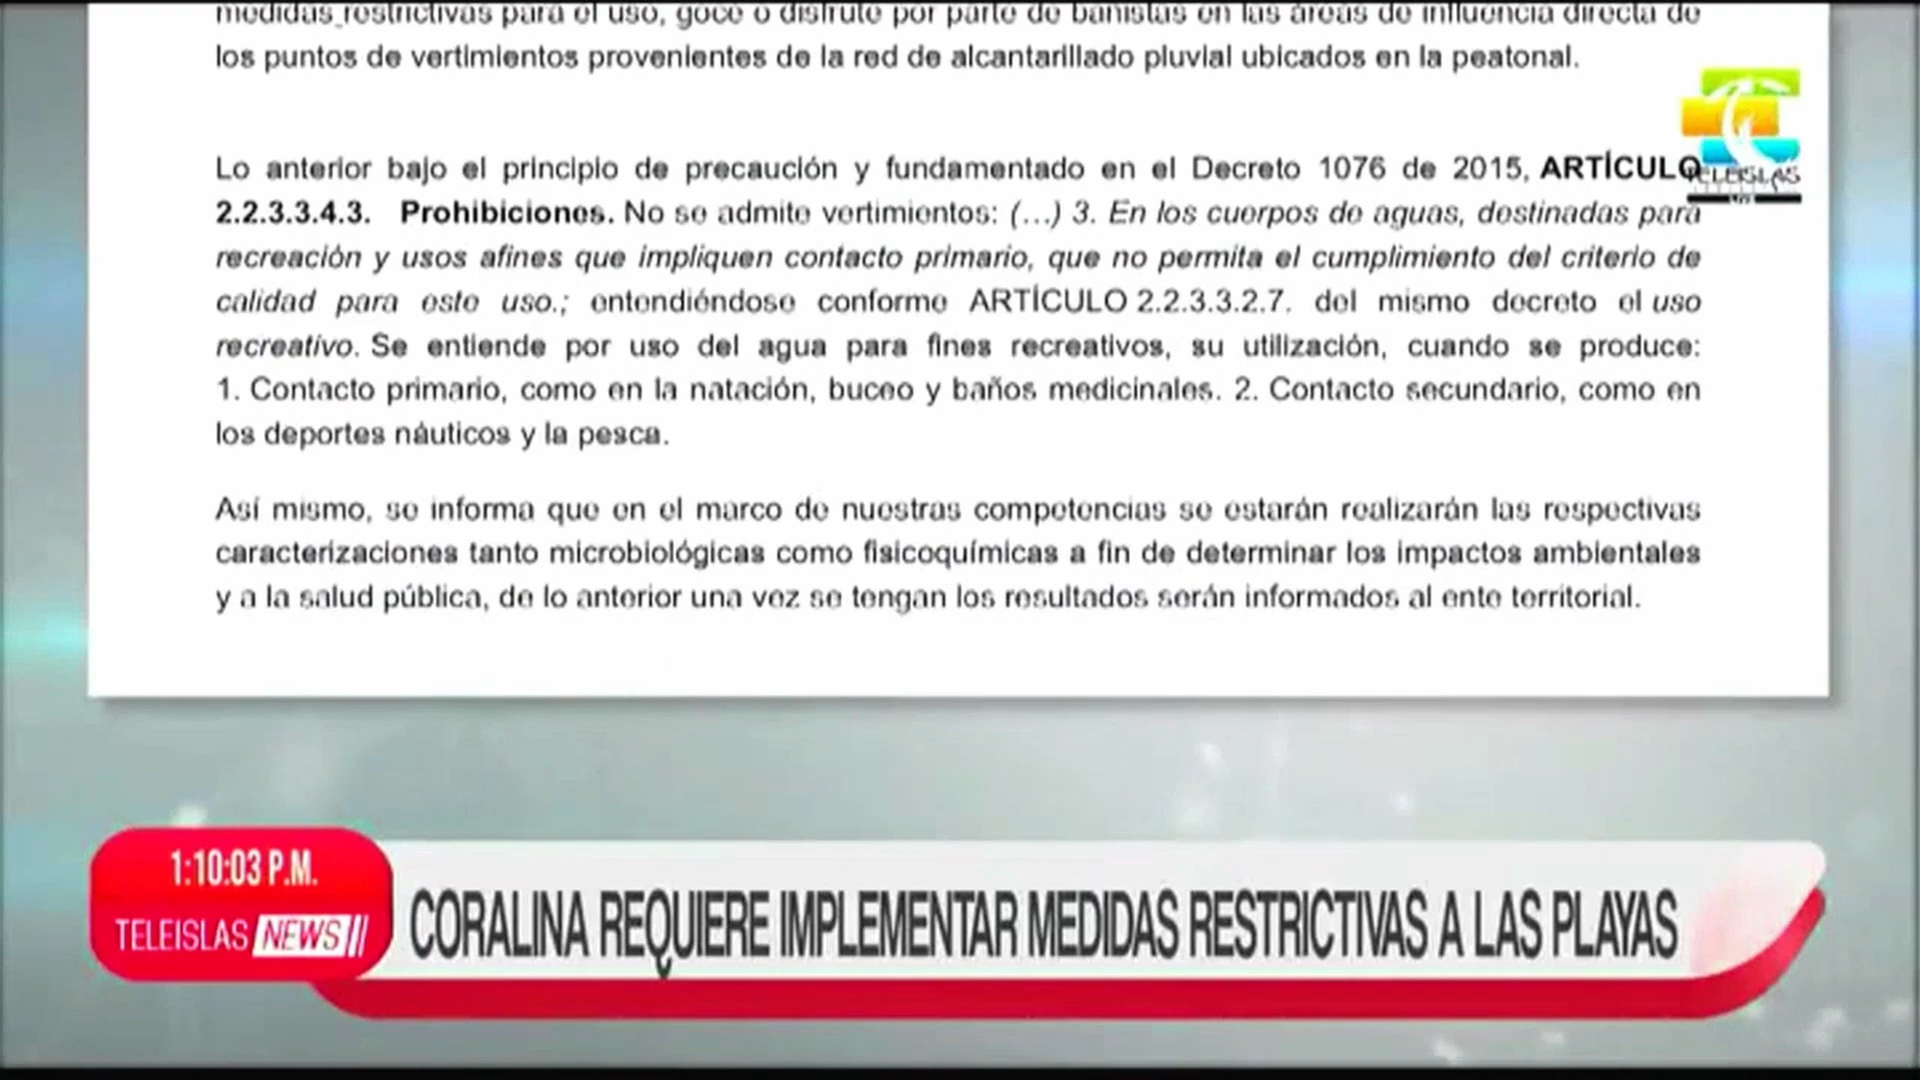 medidas restrictivas para el uso, goce o disfrute por parte de bañistas en las áreas de influencia directa de
los puntos de vertimientos provenientes de la red de alcantarillado pluvial ubicados en la peatonal.
Lo anterior bajo el principio de precaución y fundamentado en el Decreto 1076 de 2015, ARTÍCULO
2.2.3.3.4.3. Prohibiciones. No se admite vertimientos: (...) 3. En los cuerpos de aguas, destinadas para
recreación y usos afines que impliquen contacto primario, que no permita el cumplimiento del criterio de
calidad para este uso.; entendiéndose conforme ARTÍCULO 2.2.3.3.2.7. del mismo decreto el uso
recreativo. Se entiende por uso del agua para fines recreativos, su utilización, cuando se produce:
1. Contacto primario, como en la natación, buceo y baños medicinales. 2. Contacto secundario, como en
los deportes náuticos y la pesca.
Así mismo, se informa que en el marco de nuestras competencias se estarán realizarán las respectivas
caracterizaciones tanto microbiológicas como fisicoquímicas a fin de determinar los impactos ambientales
y a la salud pública, de lo anterior una vez se tengan los resultados serán informados al ente territorial.
TELEISLAS
1:10:03 P.M.
TELEISLAS NEWS
CORALINA REQUIERE IMPLEMENTAR MEDIDAS RESTRICTIVAS A LAS PLAYAS